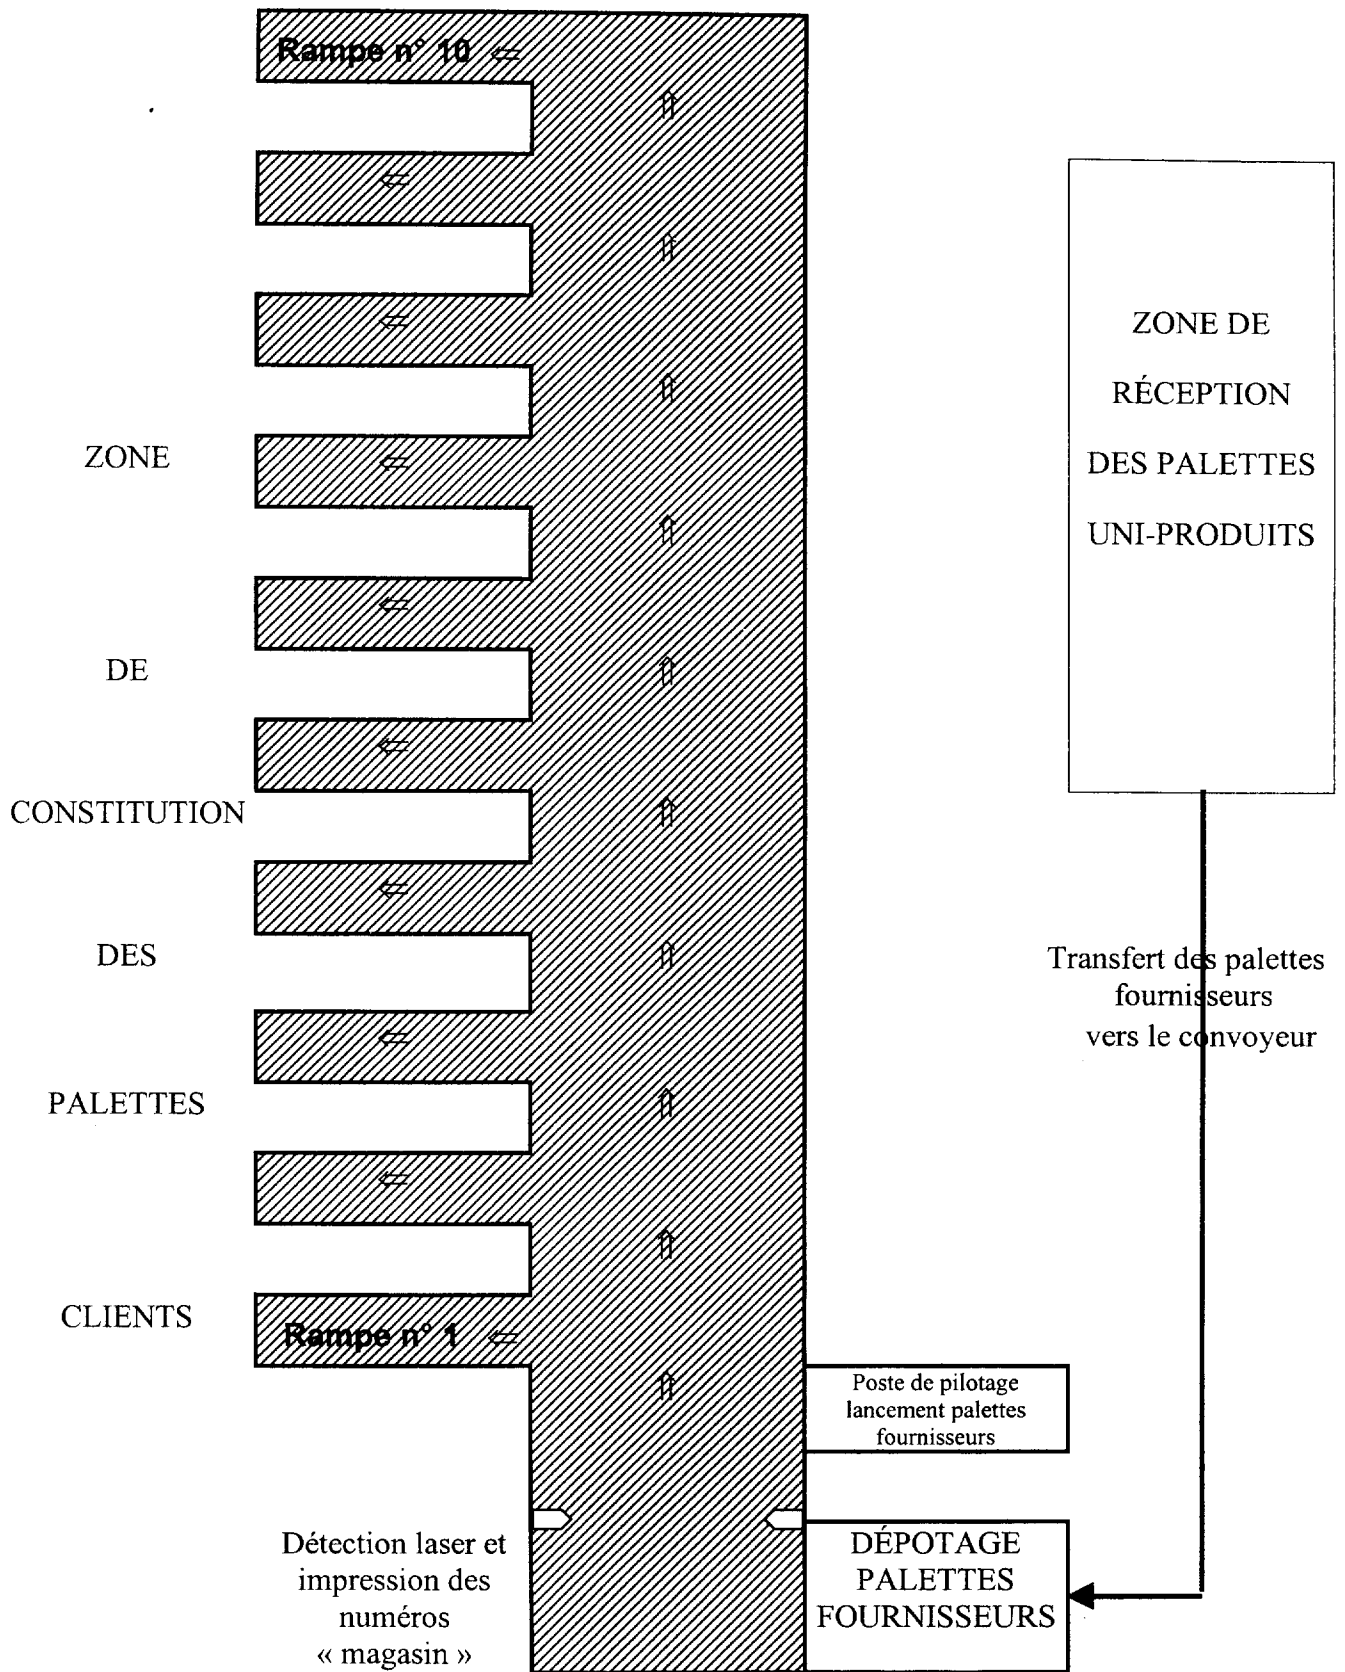 Rampe n° 10
ZONE DE
RÉCEPTION
DES PALETTES
UNI-PRODUITS
ZONE
DE
CONSTITUTION
DES
PALETTES
CLIENTS
Transfert des palettes
fournisseurs
vers le convoyeur
Rampe n° 1
Poste de pilotage
lancement palettes
fournisseurs
Détection laser et
impression des
numéros
« magasin »
DÉPOTAGE
PALETTES
FOURNISSEURS